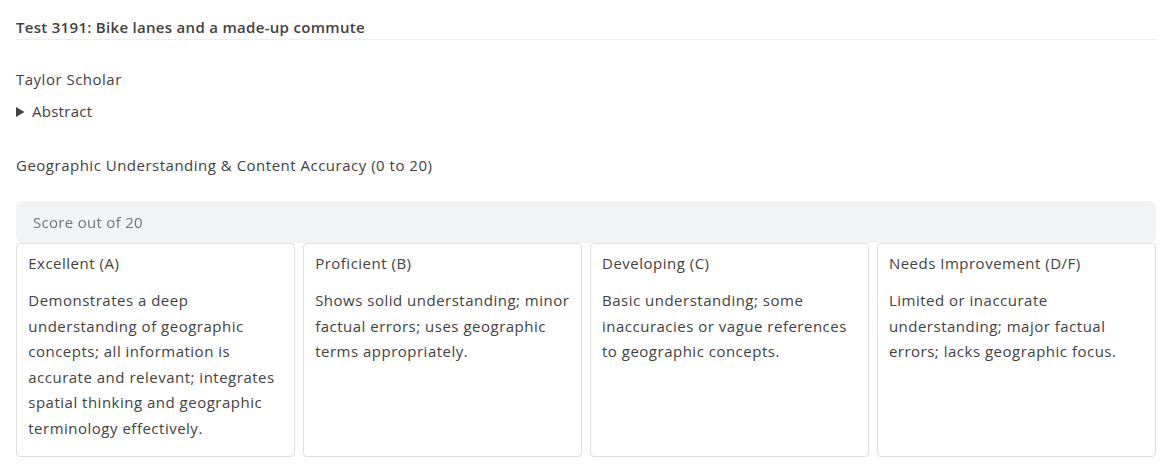 Test 3191: Bike lanes and a made-up commute
Taylor Scholar
Abstract
Geographic Understanding & Content Accuracy (0 to 20)
Score out of 20
Excellent (A)
Demonstrates a deep
understanding of geographic
concepts; all information is
accurate and relevant; integrates
spatial thinking and geographic
terminology effectively.
Proficient (B)
Shows solid understanding; minor
factual errors; uses geographic
terms appropriately.
Developing (C)
Basic understanding; some
inaccuracies or vague references
to geographic concepts.
Needs Improvement (D/F)
Limited or inaccurate
understanding; major factual
errors; lacks geographic focus.